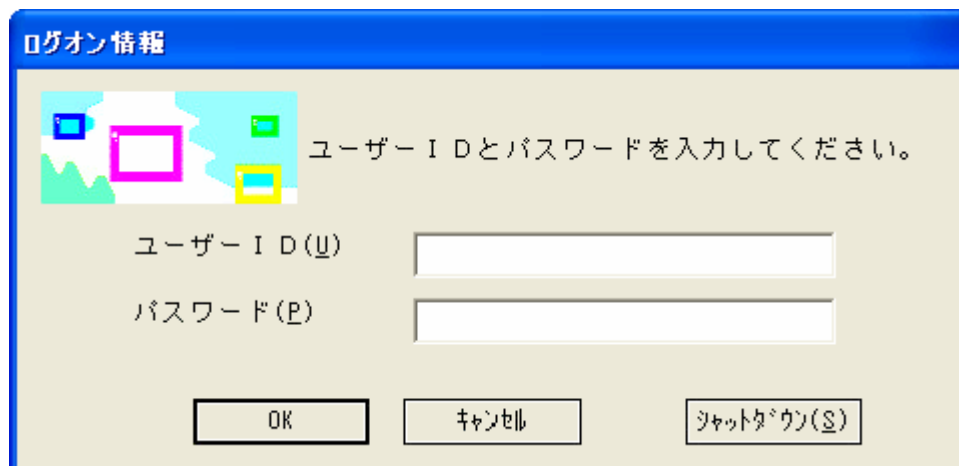 ログオン情報
ユーザーＩＤとパスワードを入力してください。
ユーザーＩＤ(U)
パスワード(P)
OK
ｷｬﾝｾﾙ
ｼｬｯﾄﾀﾞｳﾝ(S)